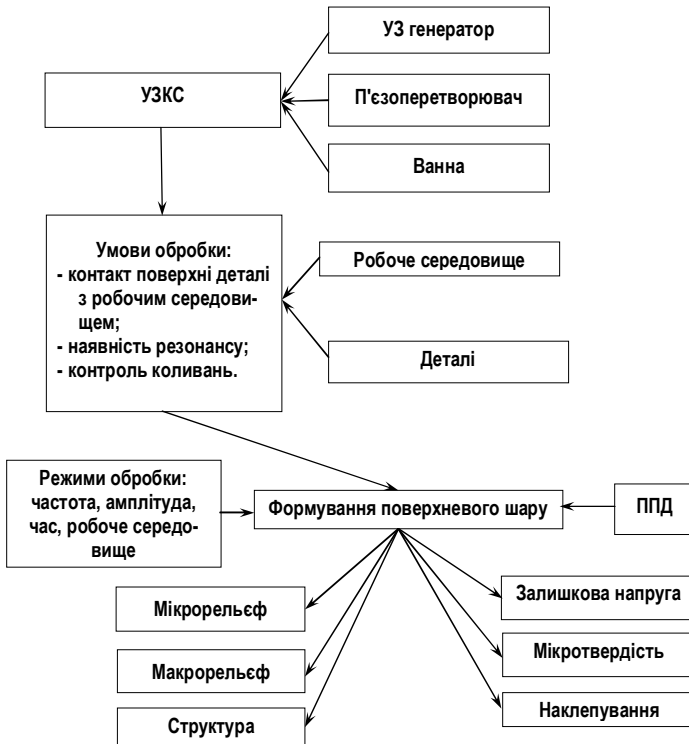 УЗ генератор
УЗКС
П'єзоперетворювач
Ванна
Умови обробки:
- контакт поверхні деталі
з робочим середови-
щем;
- наявність резонансу;
- контроль коливань.
Робоче середовище
Деталі
Режими обробки:
частота, амплітуда,
час, робоче середо-
вище
Формування поверхневого шару
ППД
Мікрорельєф
Макрорельєф
Структура
Залишкова напруга
Мікротвердість
Наклепування